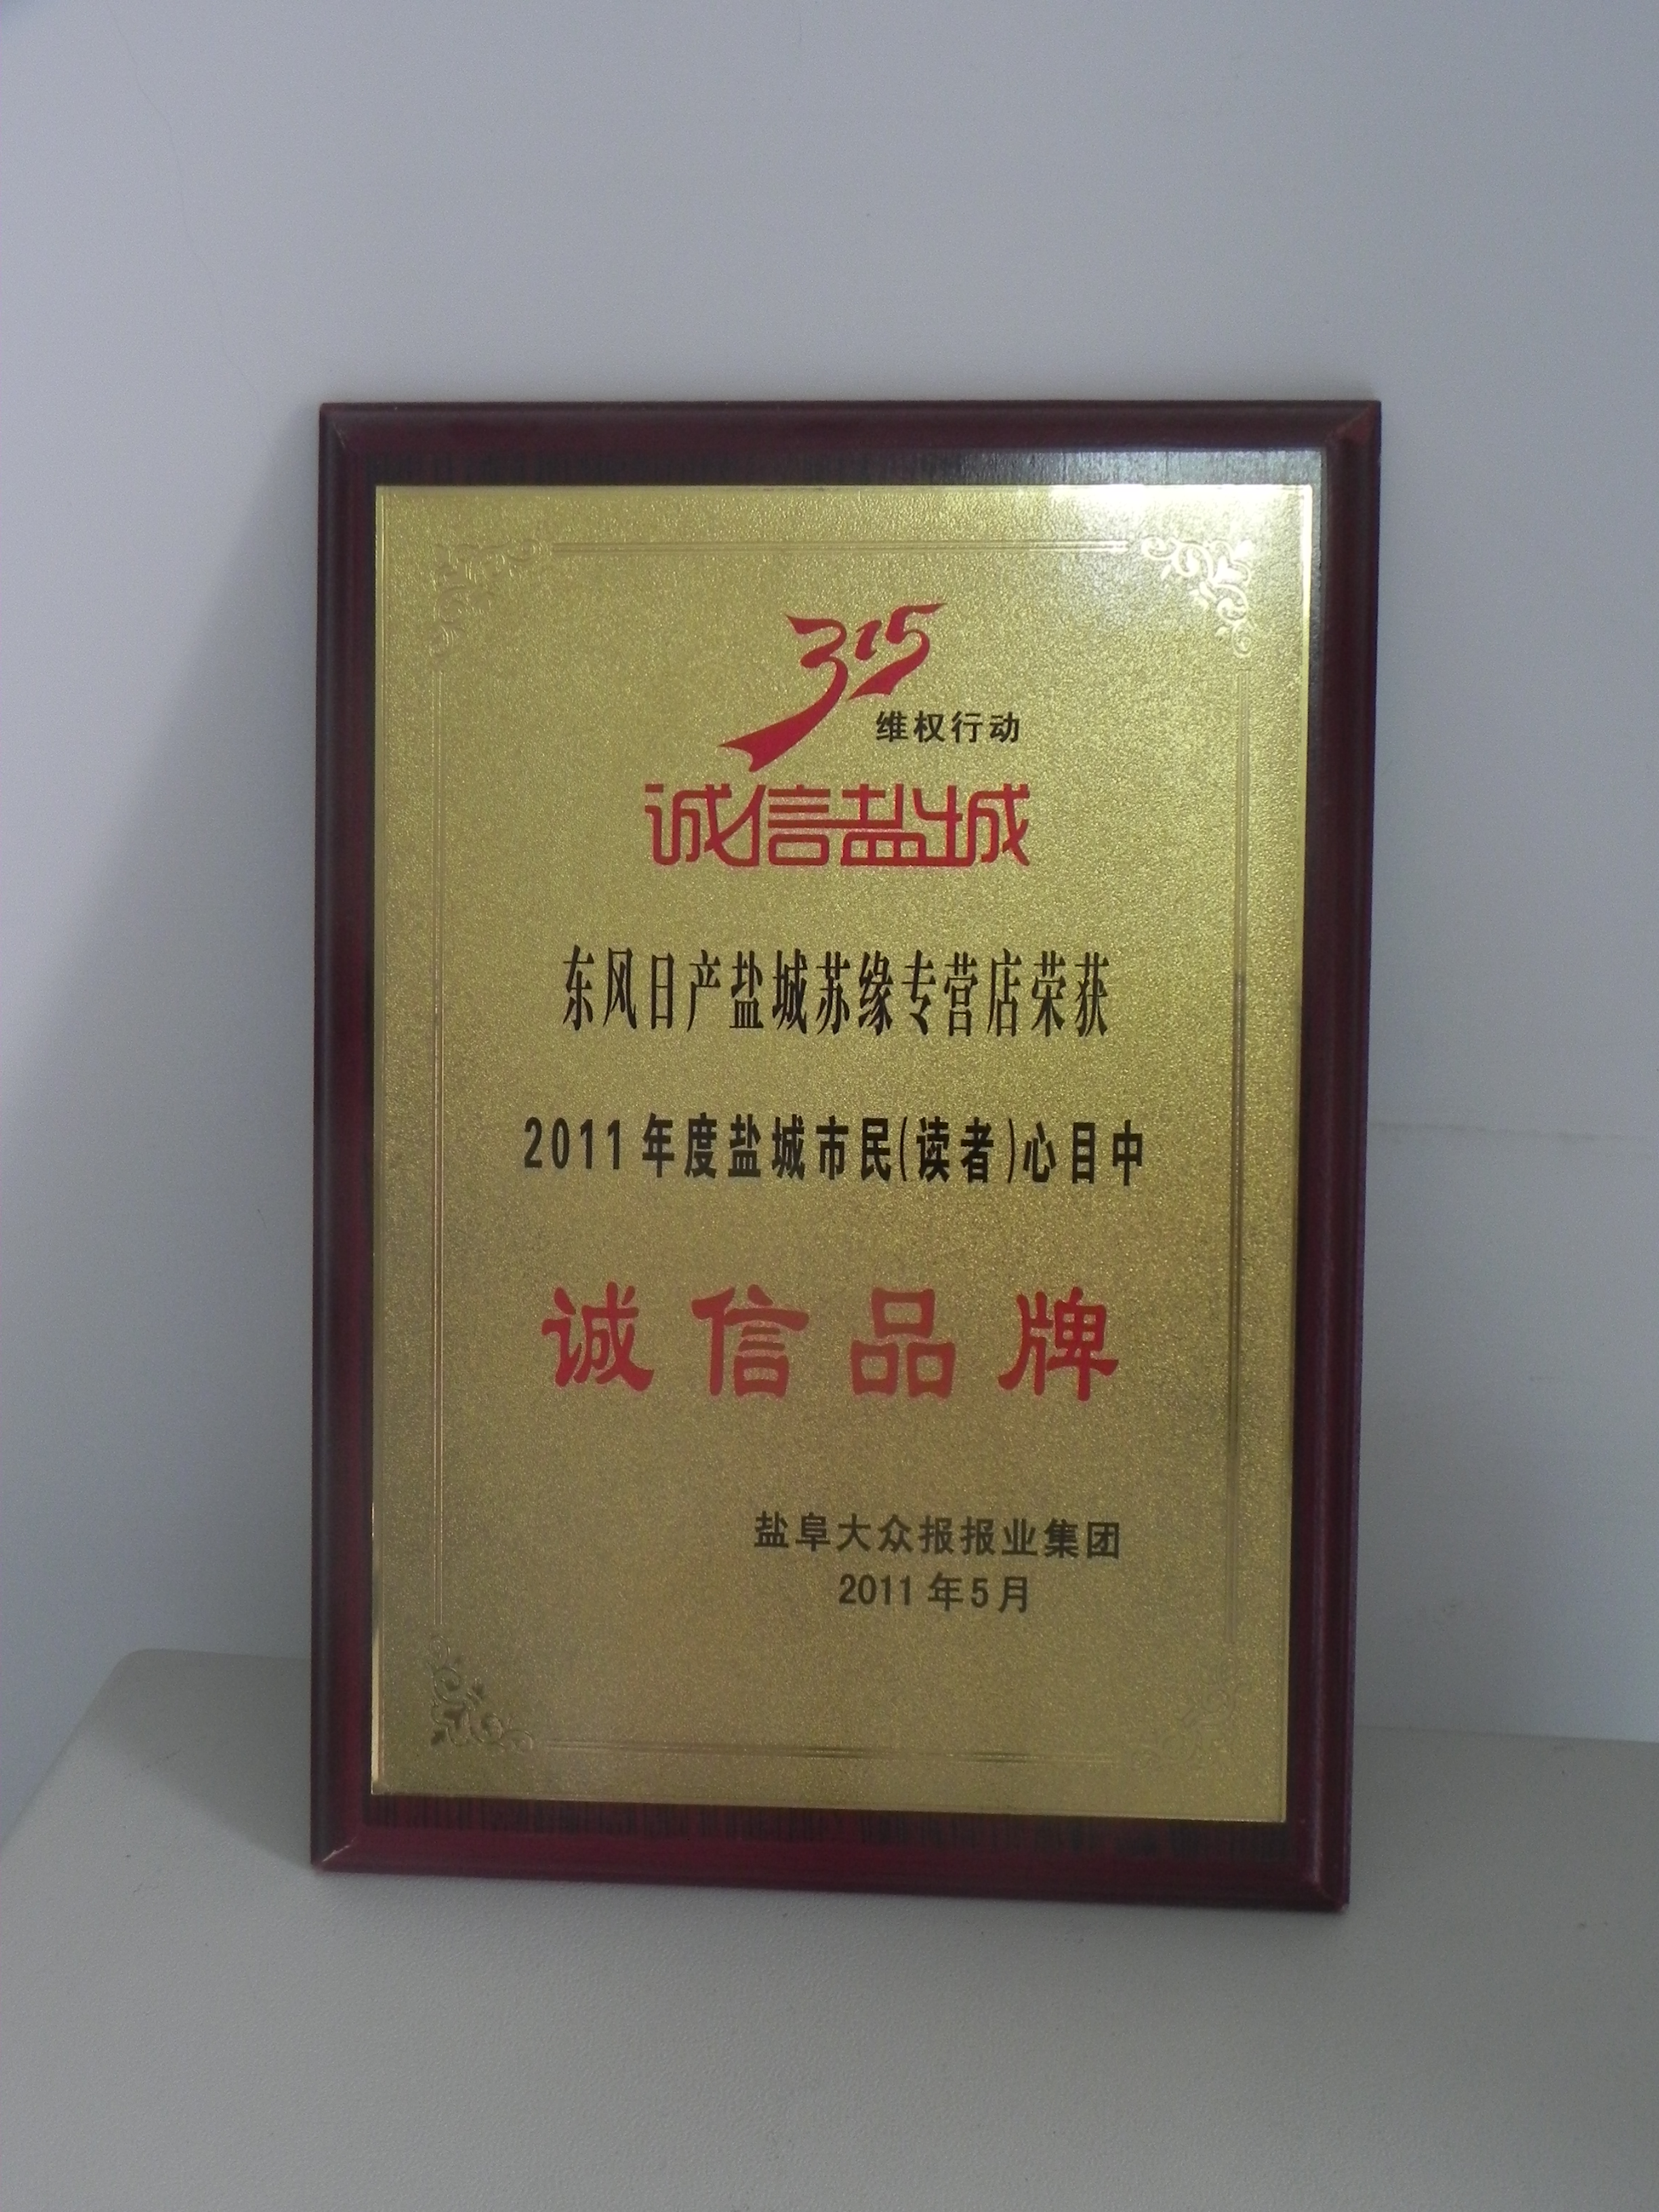 315
维权行动
诚信盐城
东风日产盐城苏缘专营店荣获
2011年度盐城市民(读者)心目中
诚信品牌
盐阜大众报报业集团
2011年5月